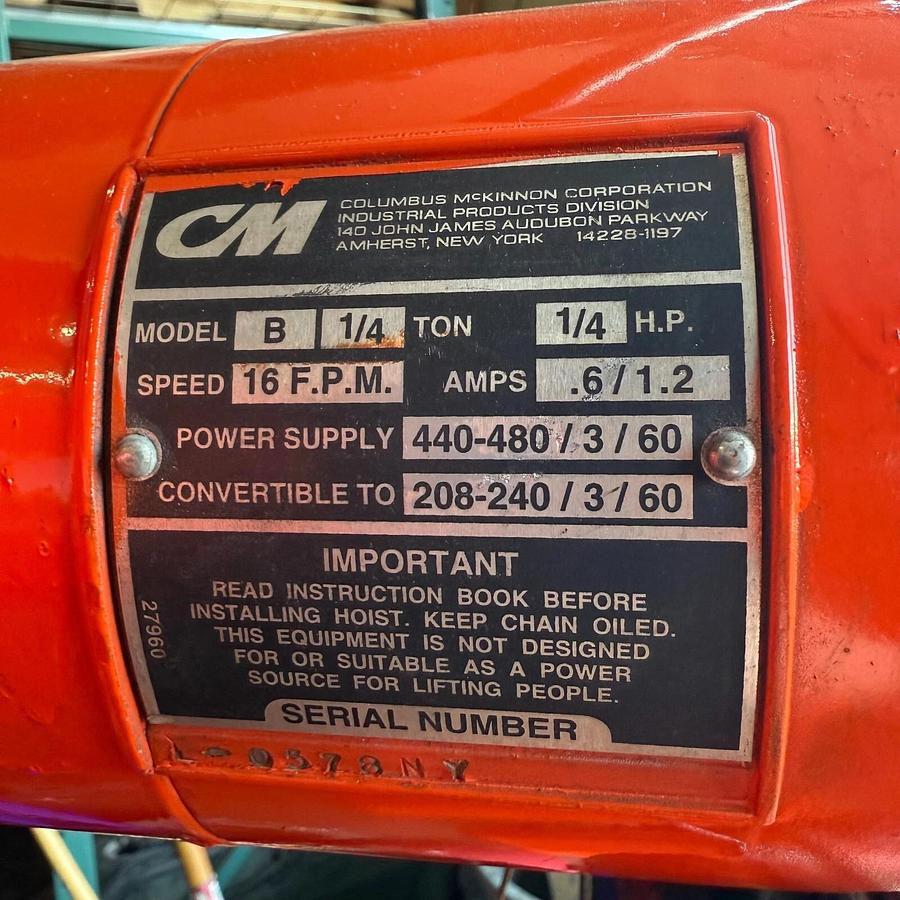 CM
COLUMBUS McKINNON CORPORATION
INDUSTRIAL PRODUCTS DIVISION
140 JOHN JAMES AUDUBON PARKWAY
AMHERST, NEW YORK 14228-1197
MODEL B 1/4 TON 1/4 H.P.
SPEED 16 F.P.M. AMPS .6 / 1.2
POWER SUPPLY 440-480 / 3 / 60
CONVERTIBLE TO 208-240 / 3 / 60
IMPORTANT
READ INSTRUCTION BOOK BEFORE
INSTALLING HOIST. KEEP CHAIN OILED.
THIS EQUIPMENT IS NOT DESIGNED
FOR OR SUITABLE AS A POWER
SOURCE FOR LIFTING PEOPLE.
27960
SERIAL NUMBER
L-0578NY